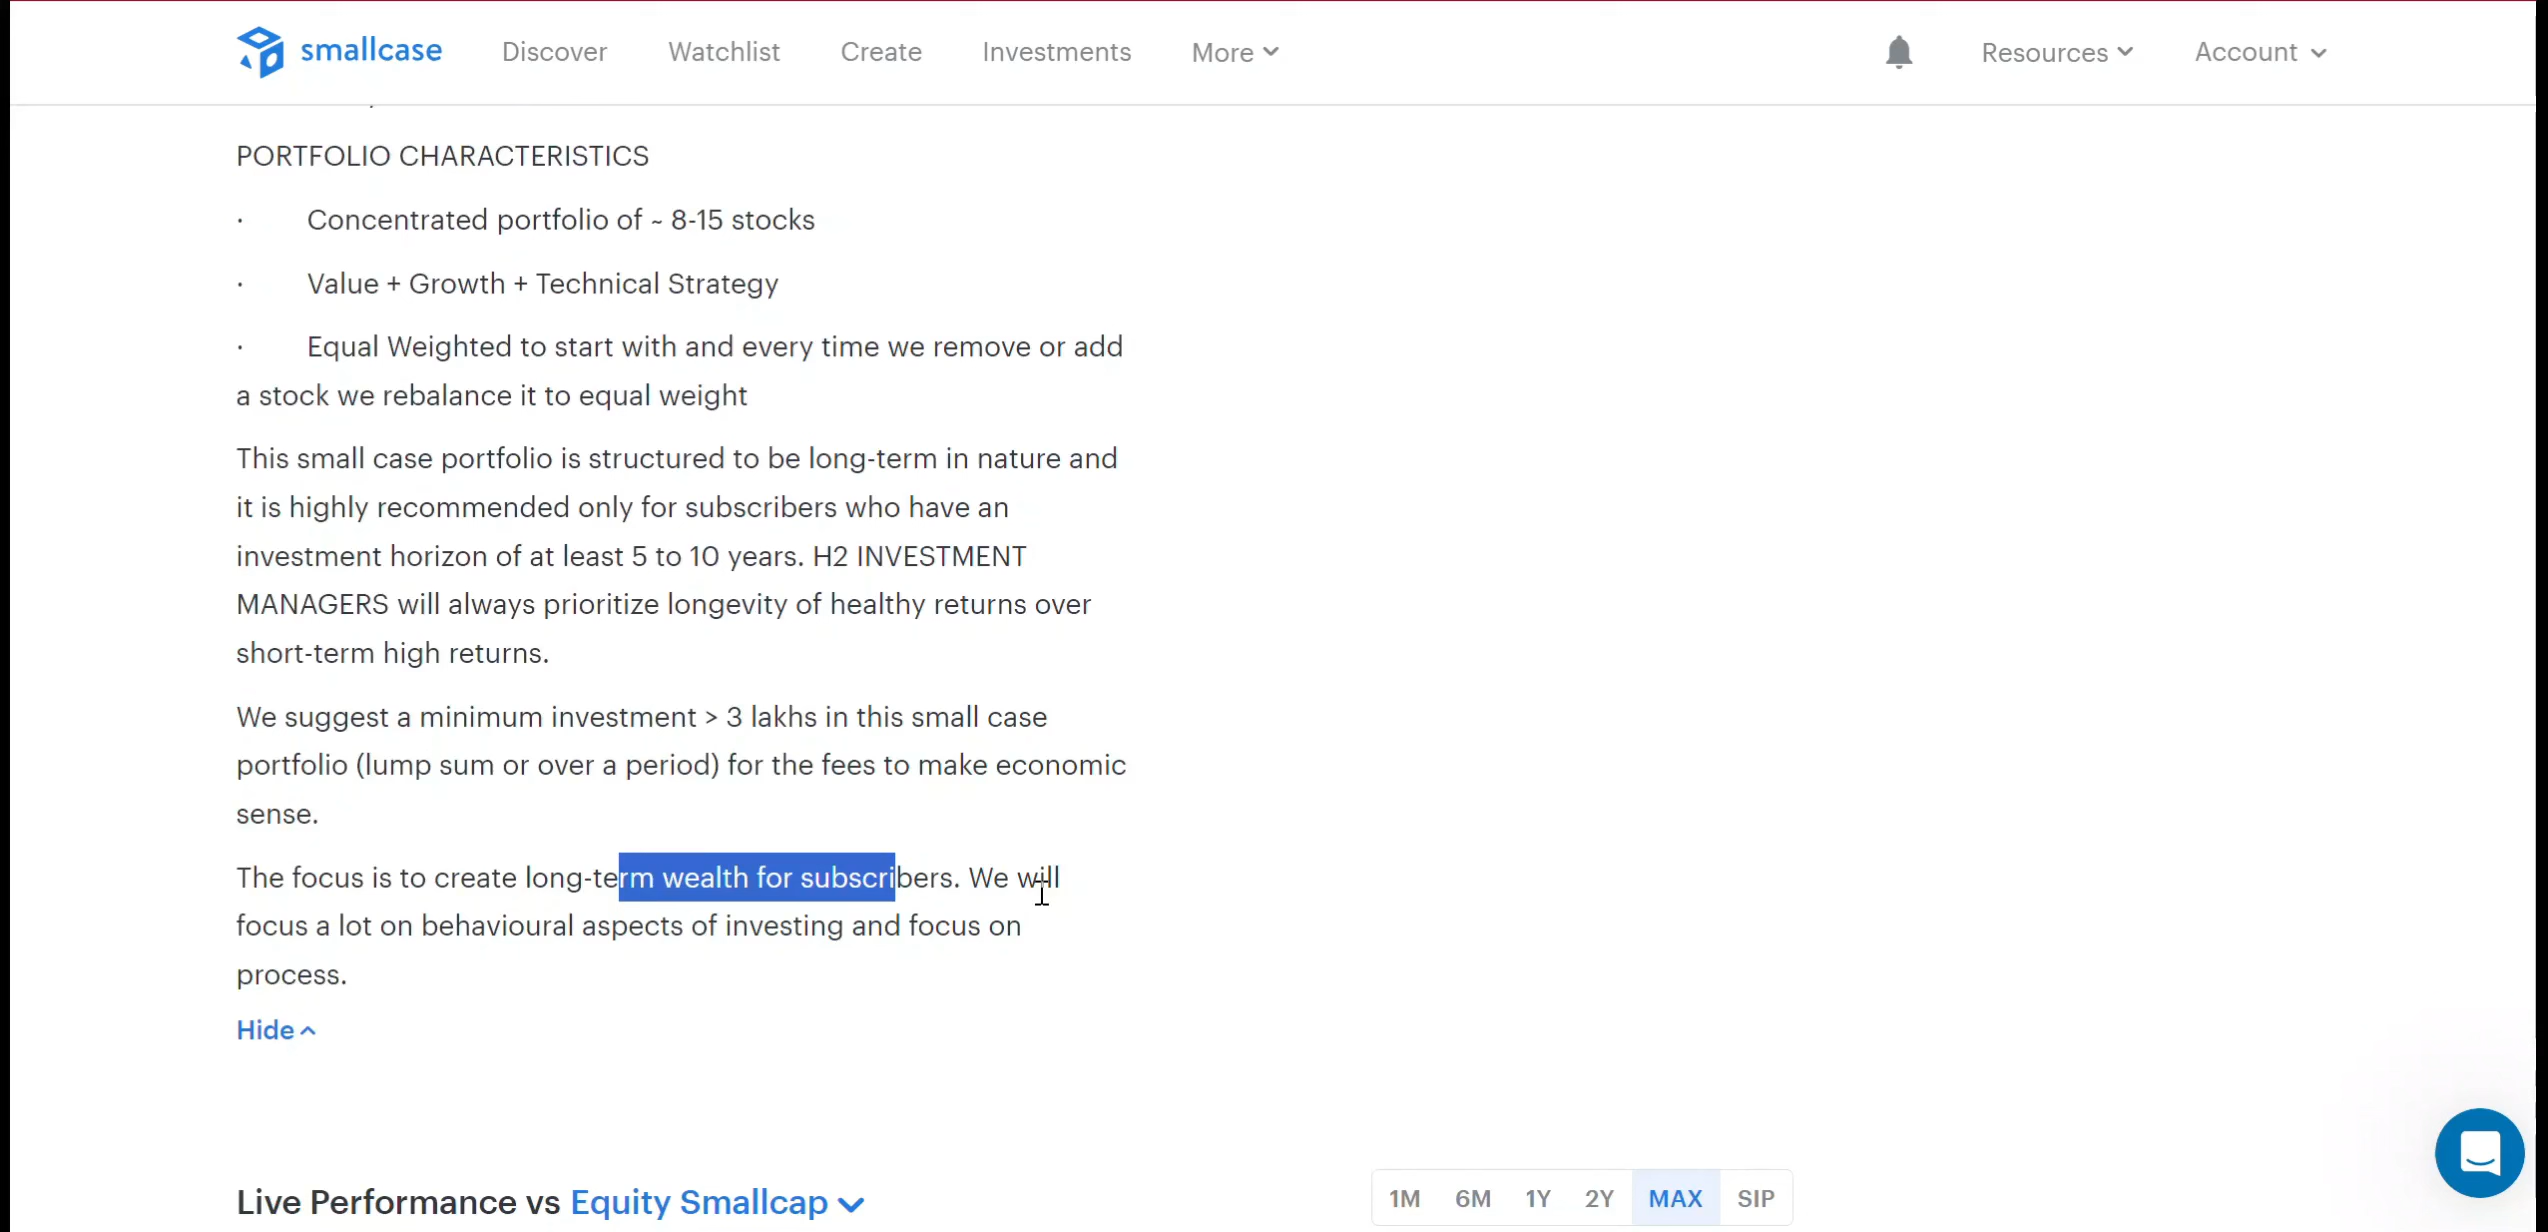 smallcase Discover Watchlist Create Investments More Resources Account
PORTFOLIO CHARACTERISTICS
· Concentrated portfolio of ~ 8-15 stocks
· Value + Growth + Technical Strategy
· Equal Weighted to start with and every time we remove or add
a stock we rebalance it to equal weight
This small case portfolio is structured to be long-term in nature and
it is highly recommended only for subscribers who have an
investment horizon of at least 5 to 10 years. H2 INVESTMENT
MANAGERS will always prioritize longevity of healthy returns over
short-term high returns.
We suggest a minimum investment > 3 lakhs in this small case
portfolio (lump sum or over a period) for the fees to make economic
sense.
The focus is to create long-term wealth for subscribers. We will
focus a lot on behavioural aspects of investing and focus on
process.
Hide
Live Performance vs Equity Smallcap 1M 6M 1Y 2Y MAX SIP